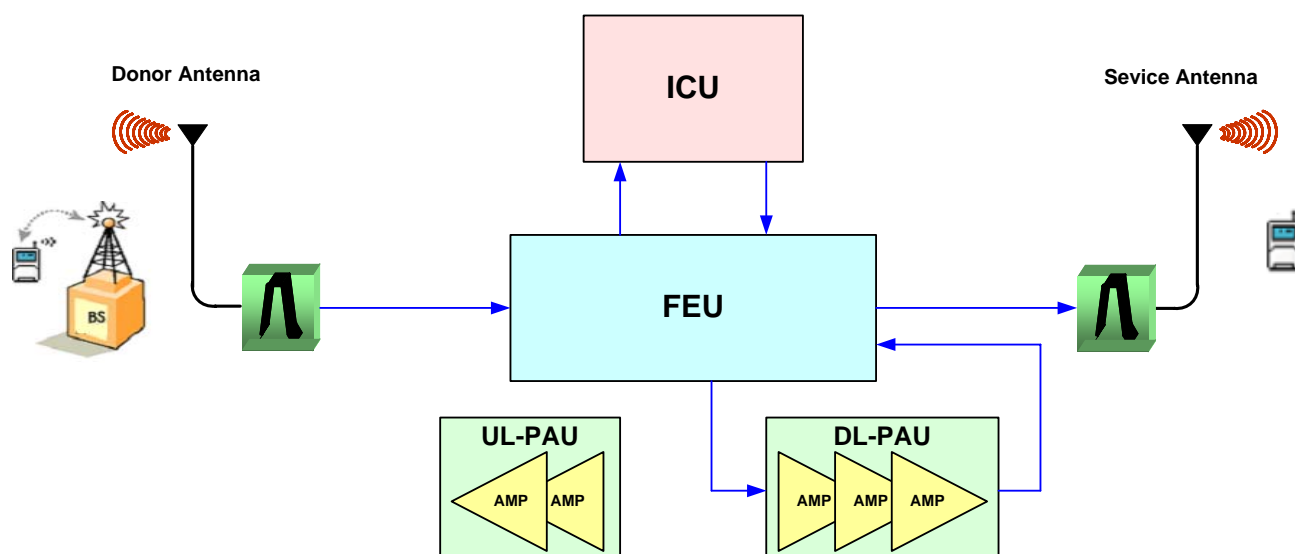 ICU
Donor Antenna
Sevice Antenna
BS
FEU
UL-PAU
DL-PAU
AMP
AMP
AMP
AMP
AMP